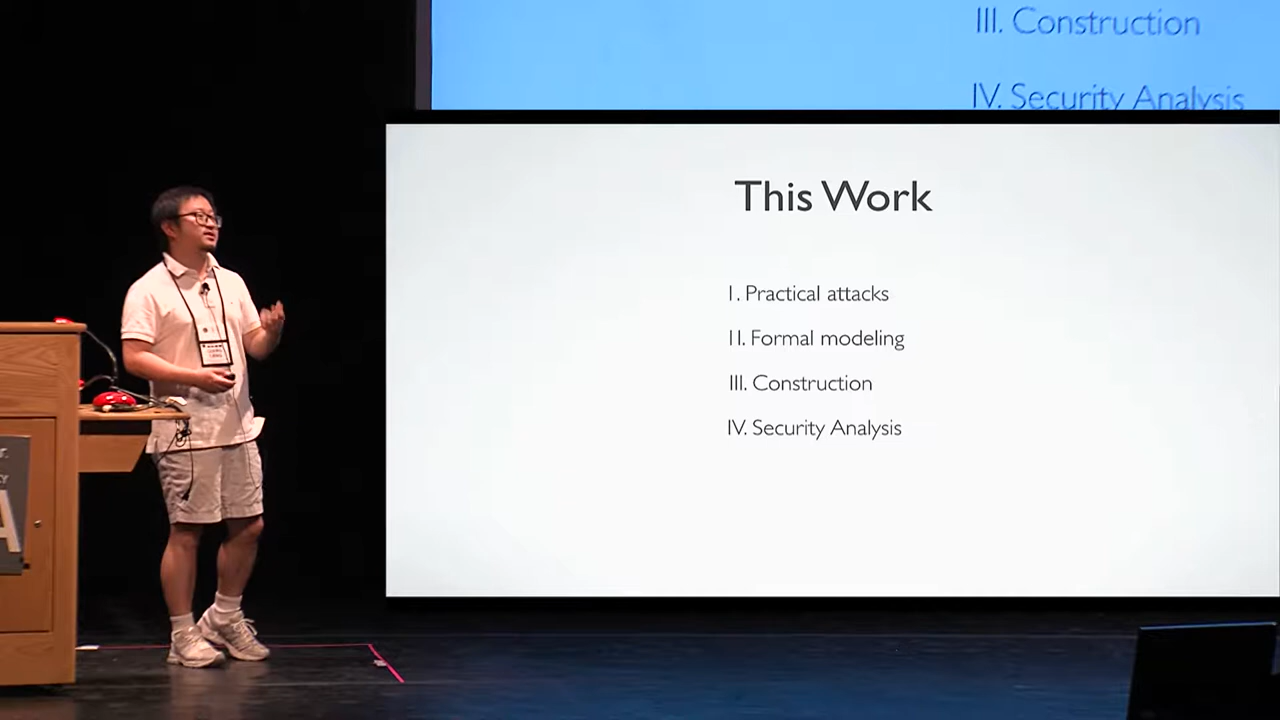 III. Construction
IV. Security Analysis
This Work
I. Practical attacks
II. Formal modeling
III. Construction
IV. Security Analysis